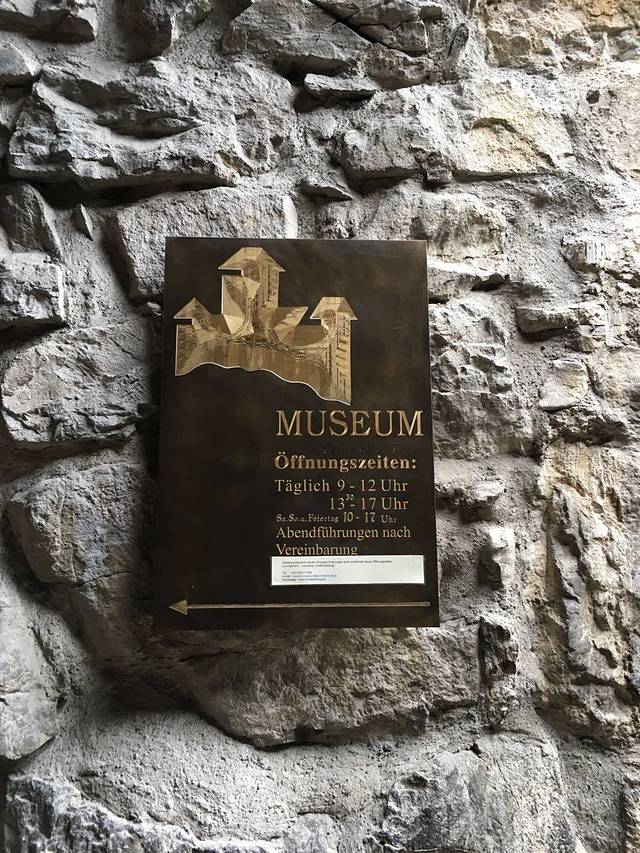 MUSEUM
Öffnungszeiten:
Täglich 9 - 12 Uhr
13³⁰ - 17 Uhr
Sa. So. u. Feiertag 10 - 17 Uhr
Abendführungen nach
Vereinbarung